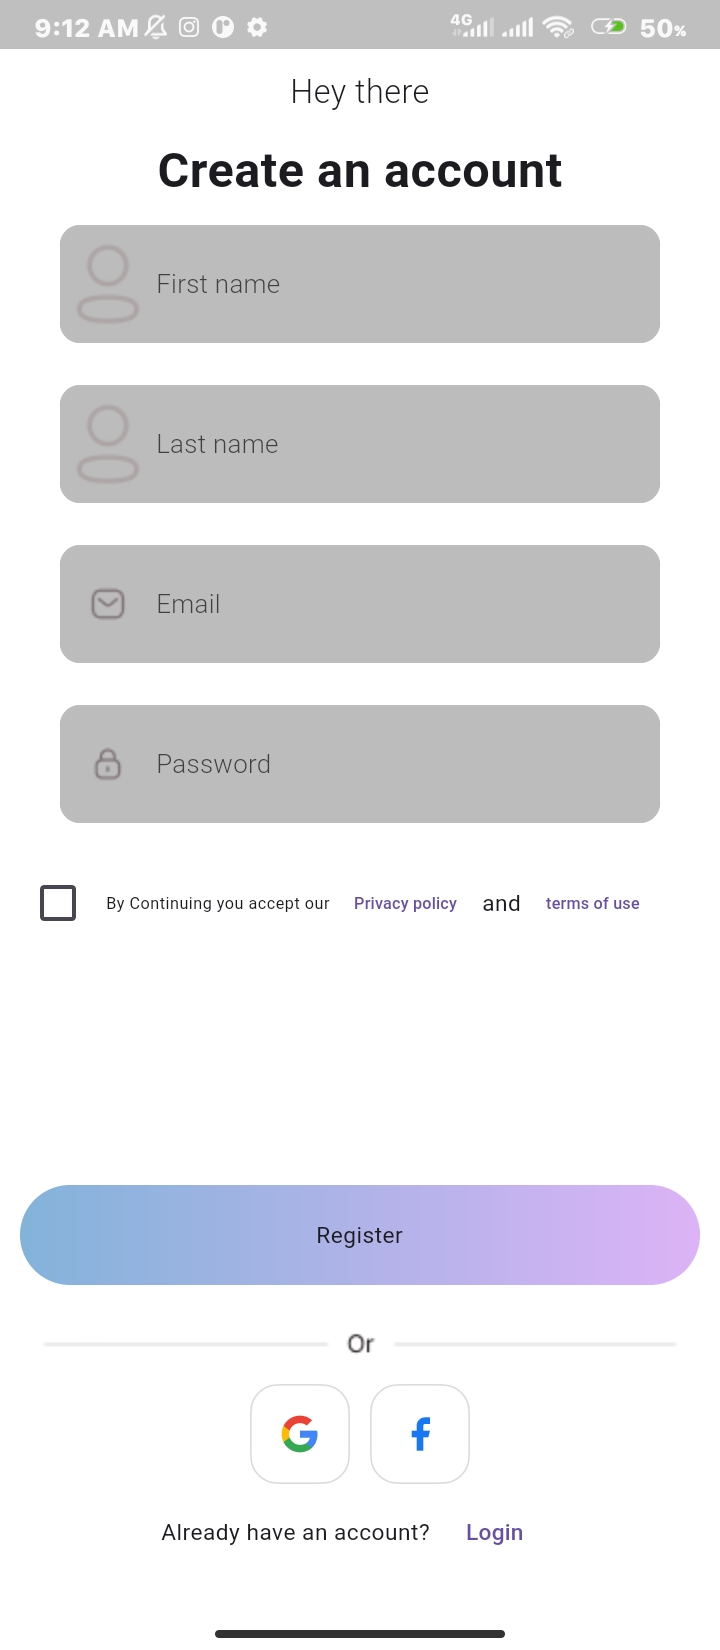 9:12 AM 4G 50%
Hey there
Create an account
First name
Last name
Email
Password
By Continuing you accept our Privacy policy and terms of use
Register
Or
Already have an account? Login